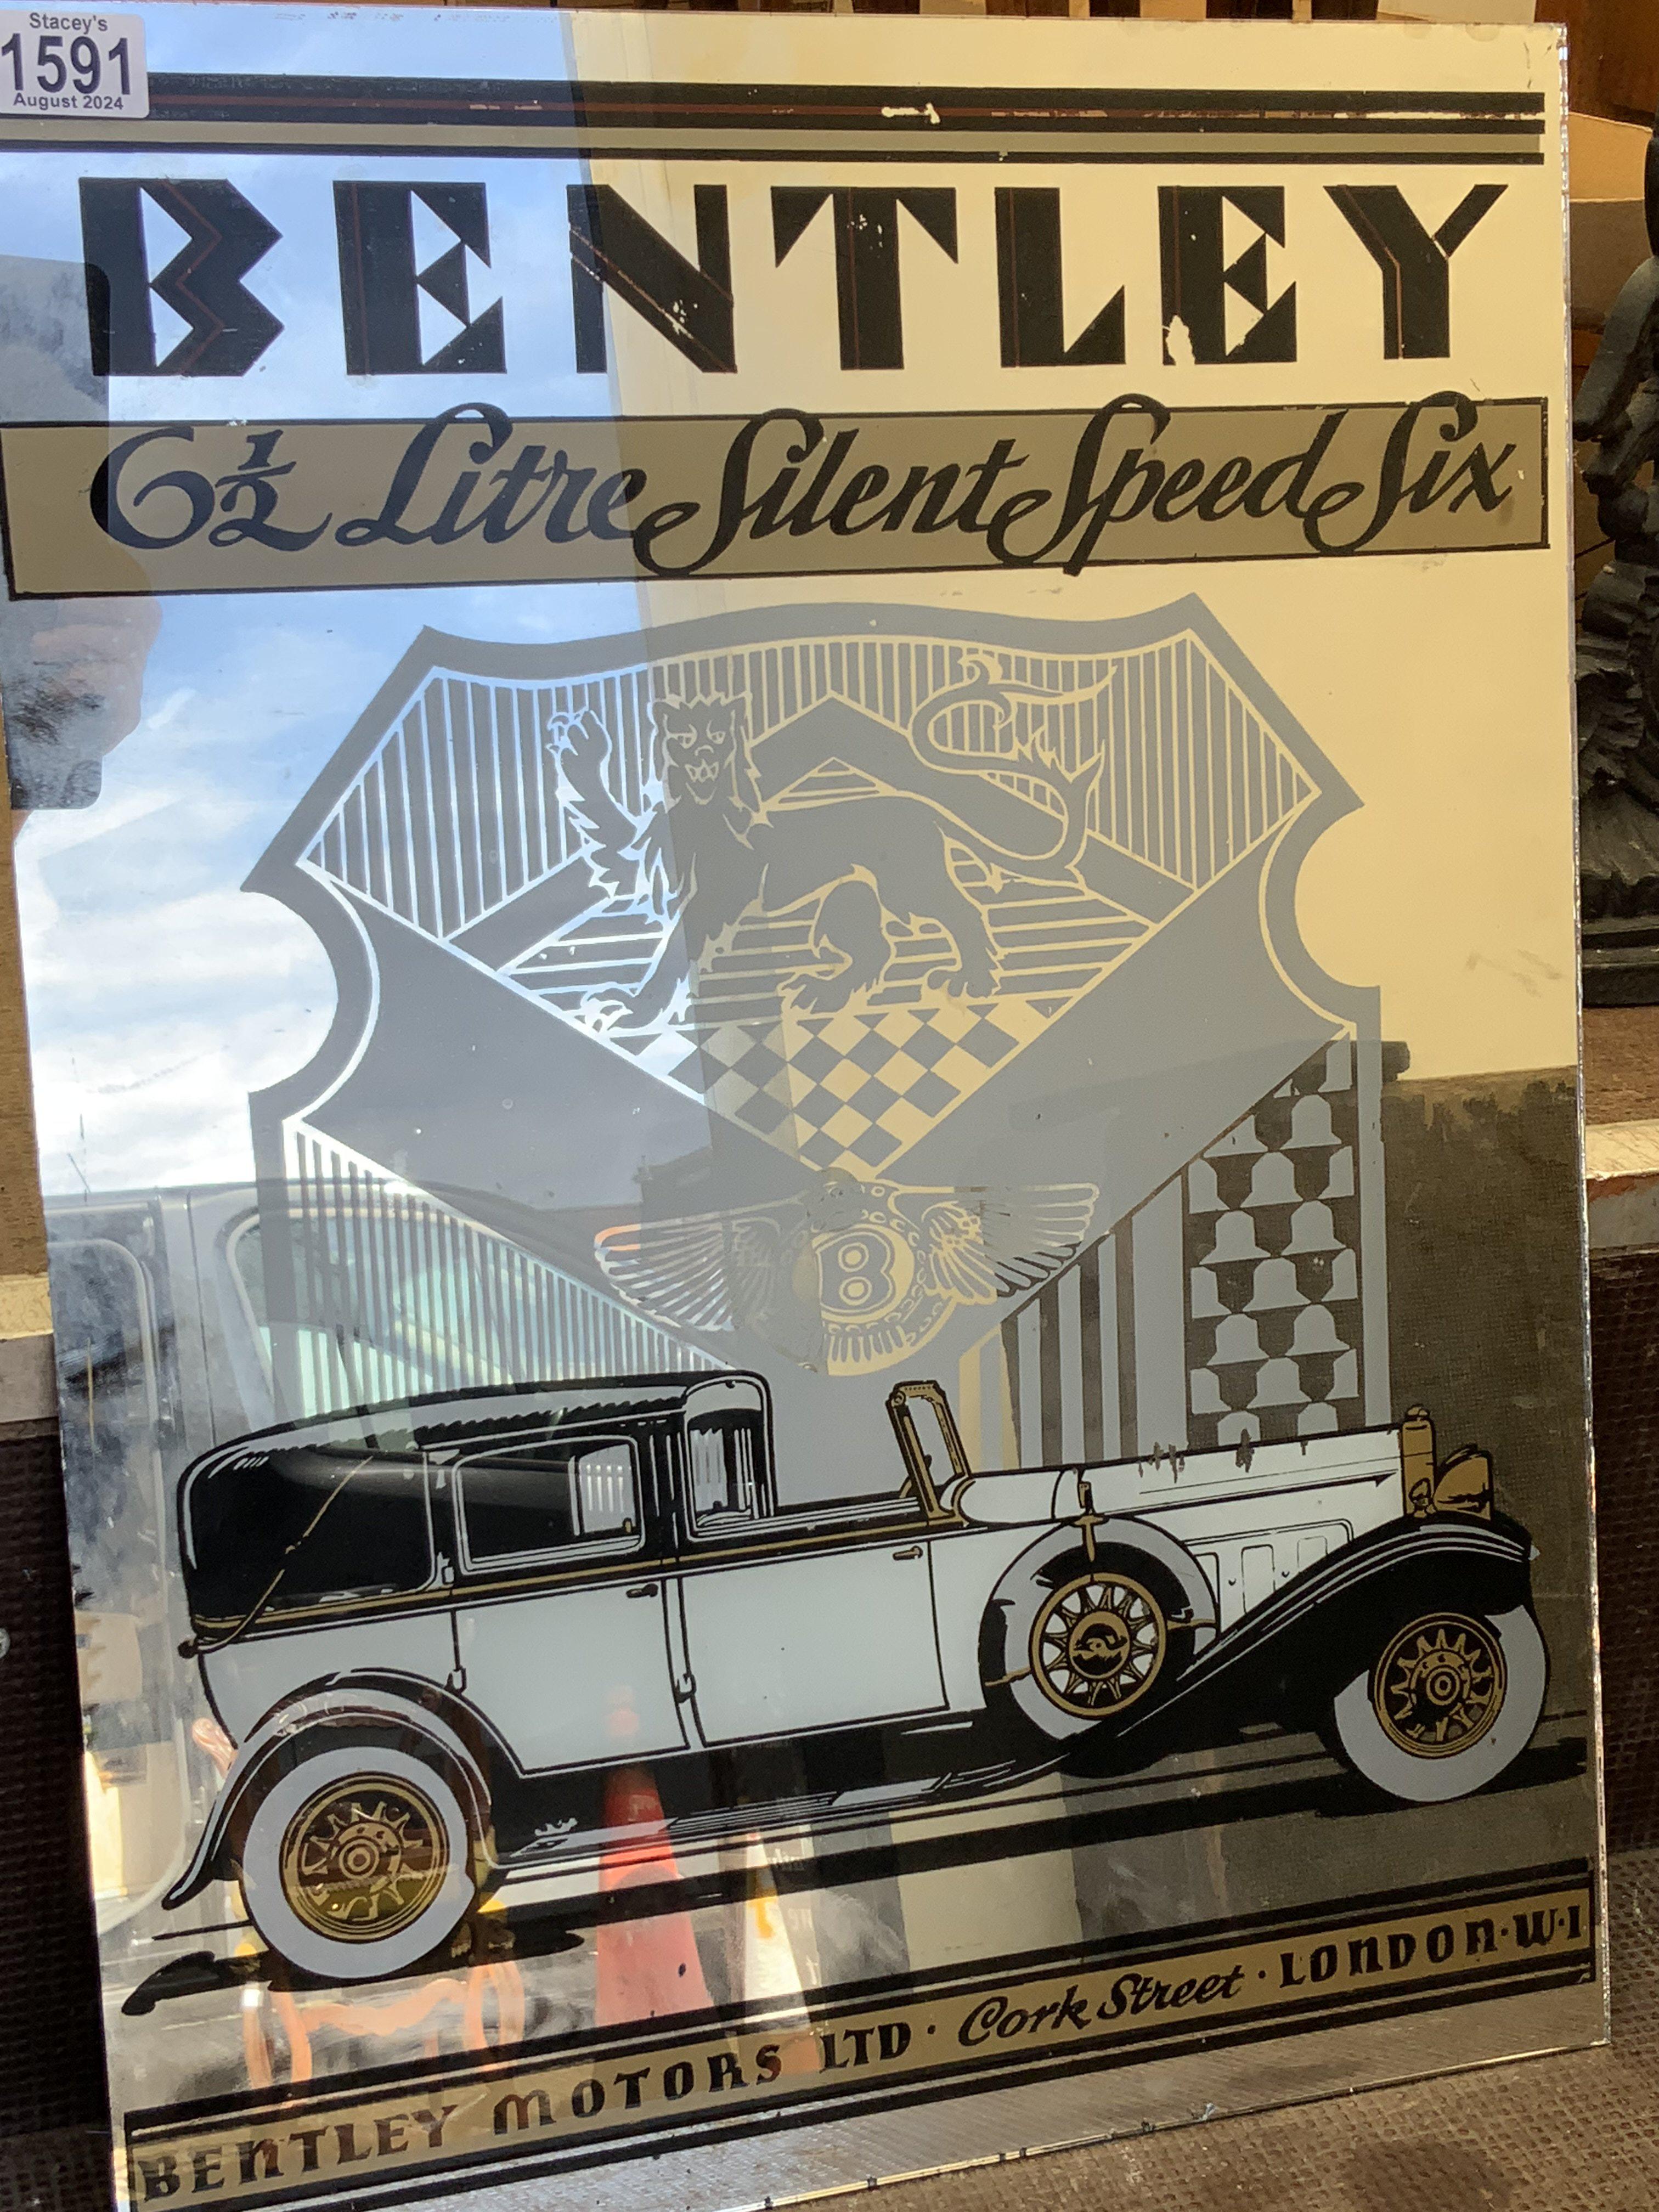 Stacey's
1591
August 2024
BENTLEY
6½ Litre Silent Speed Six
B
BENTLEY MOTORS LTD · Cork Street · LONDON·W·1